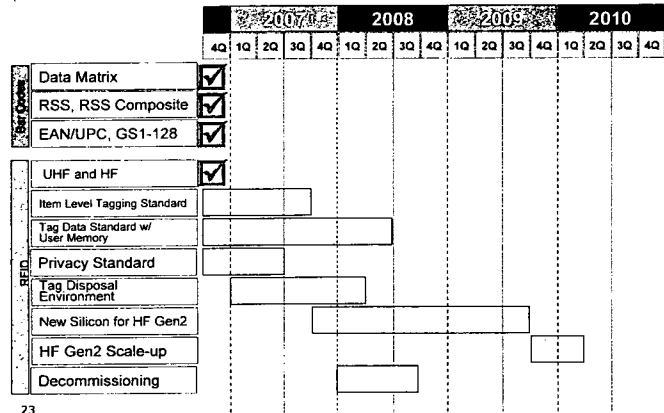 2007 2008 2009 2010
4Q 1Q 2Q 3Q 4Q 1Q 2Q 3Q 4Q 1Q 2Q 3Q 4Q 1Q 2Q 3Q 4Q
Bar Codes
Data Matrix
RSS, RSS Composite
EAN/UPC, GS1-128
RFID
UHF and HF
Item Level Tagging Standard
Tag Data Standard w/
User Memory
Privacy Standard
Tag Disposal
Environment
New Silicon for HF Gen2
HF Gen2 Scale-up
Decommissioning
23